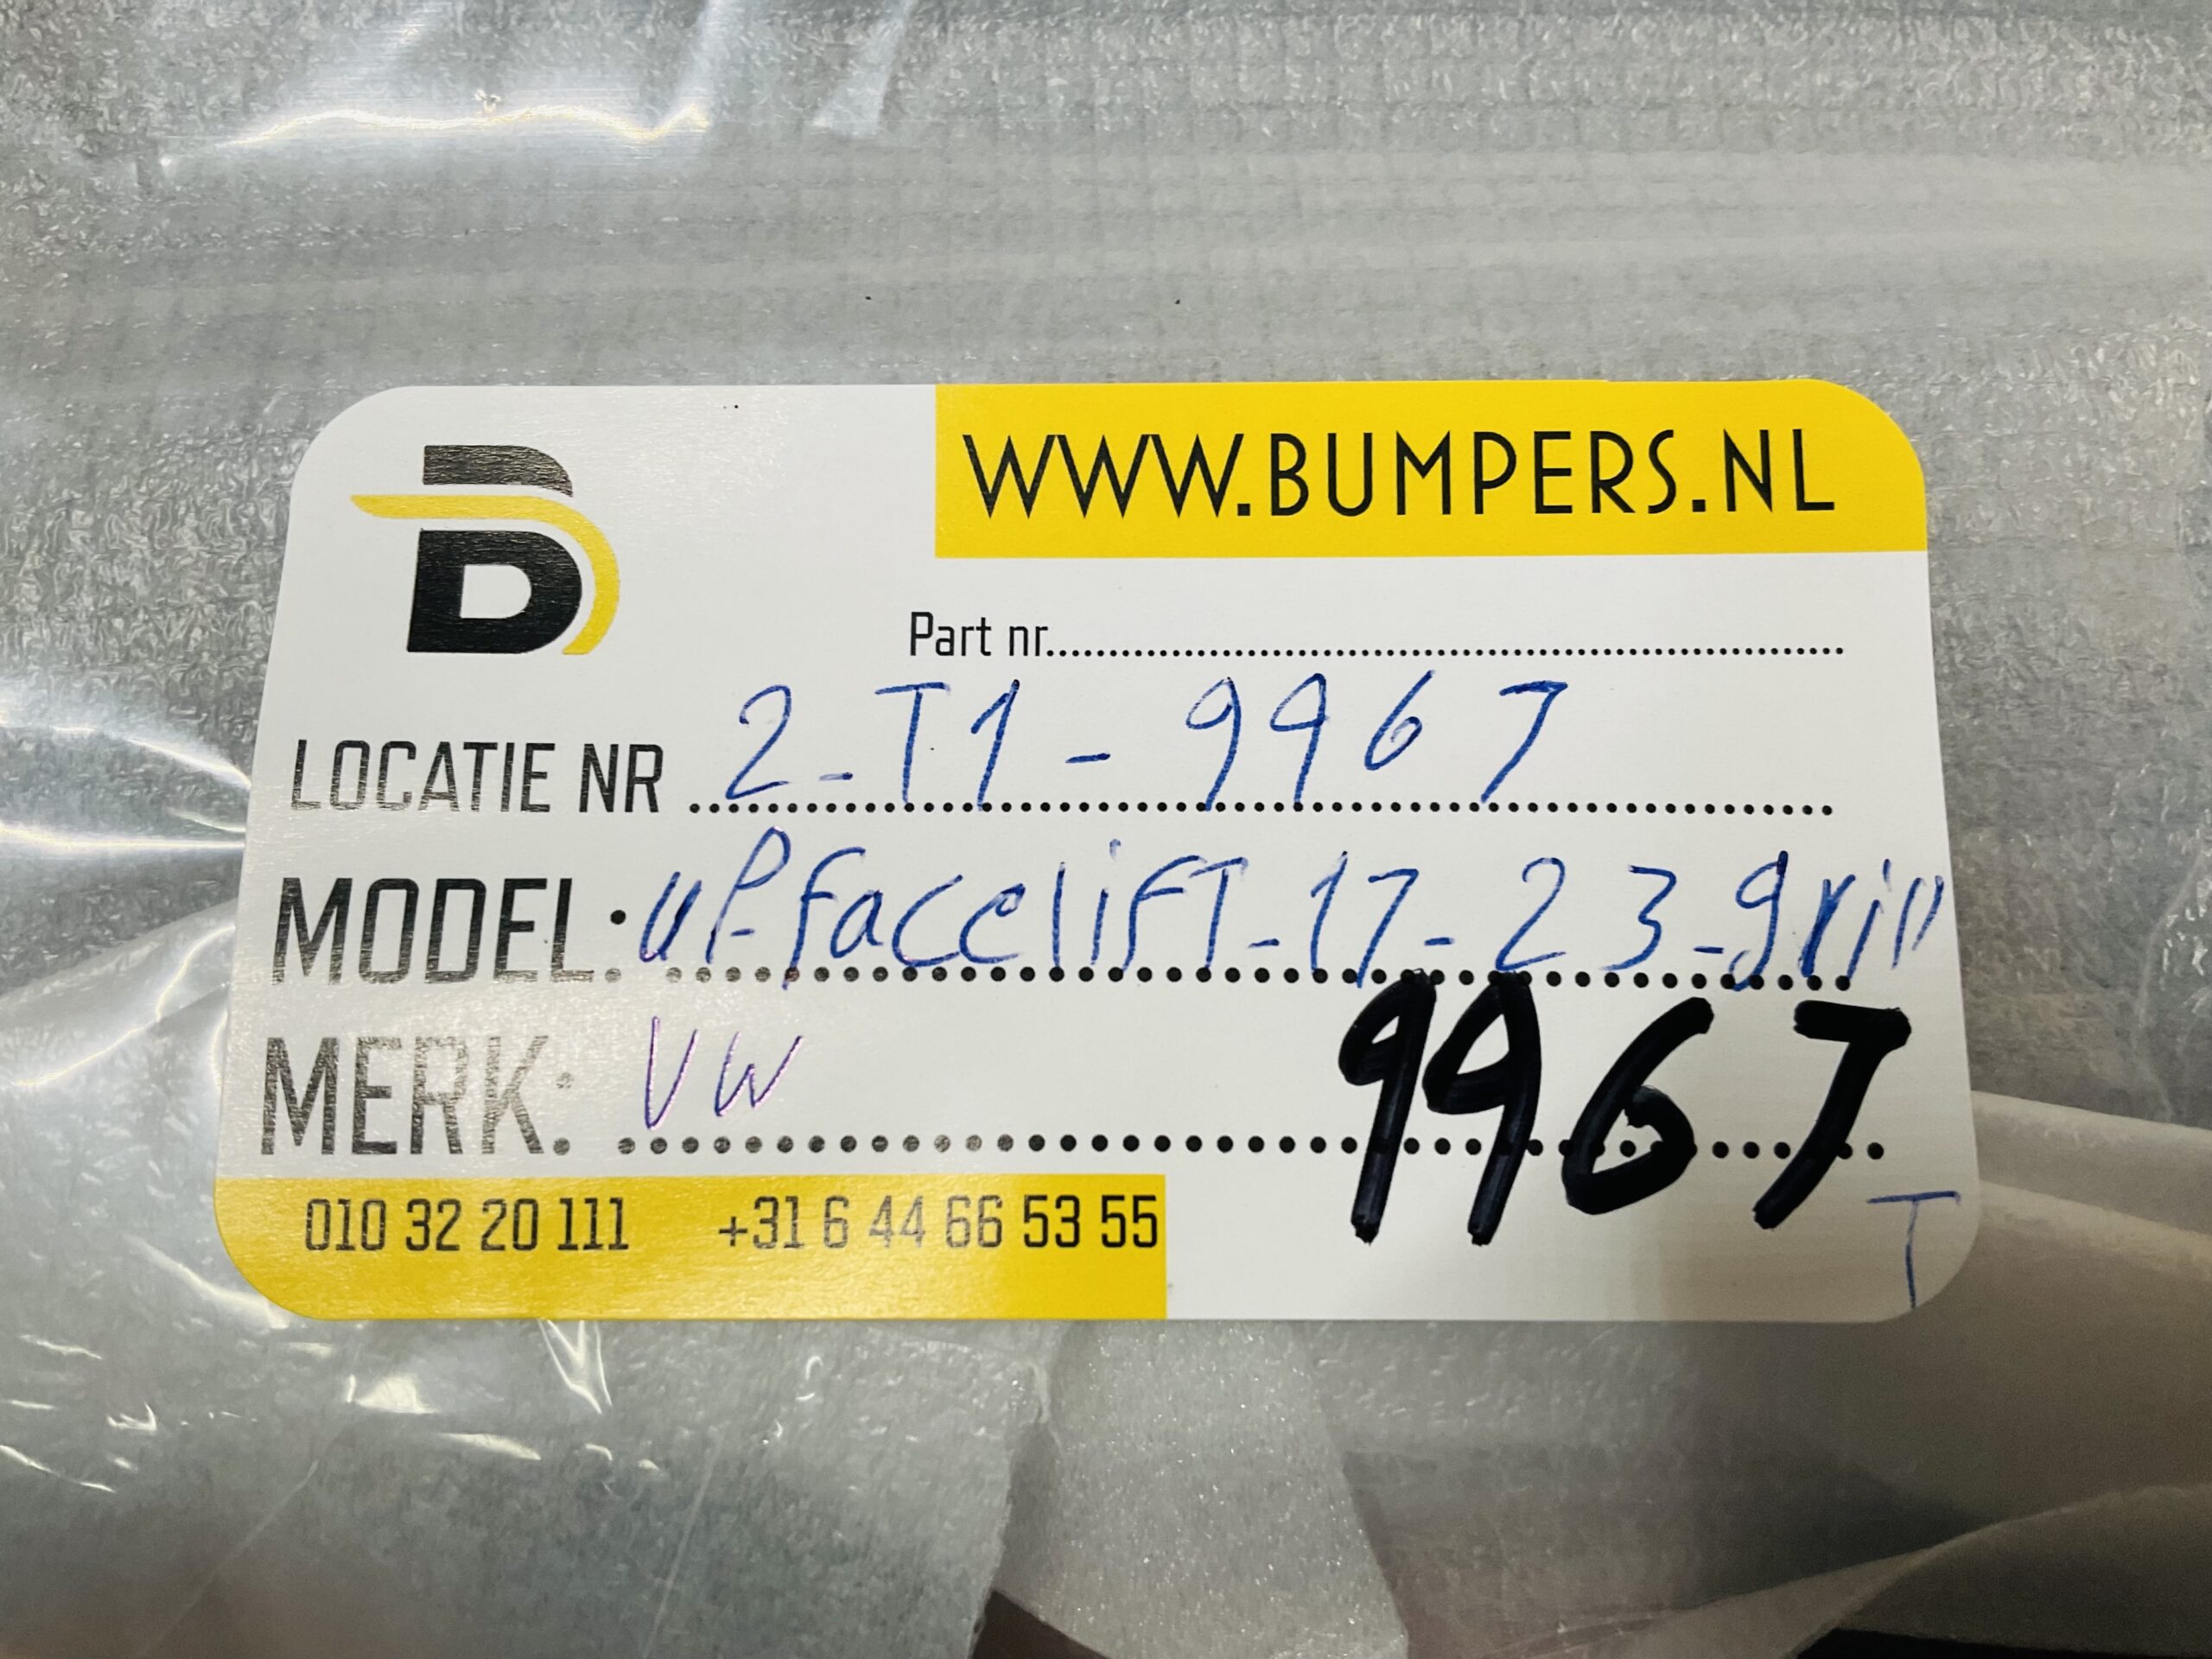 B
WWW.BUMPERS.NL
Part nr.
LOCATIE NR 2-T1-9967
MODEL: UP-facelifT-17-23-grill
MERK: VW
9967
010 32 20 111 +31 6 44 66 53 55
T